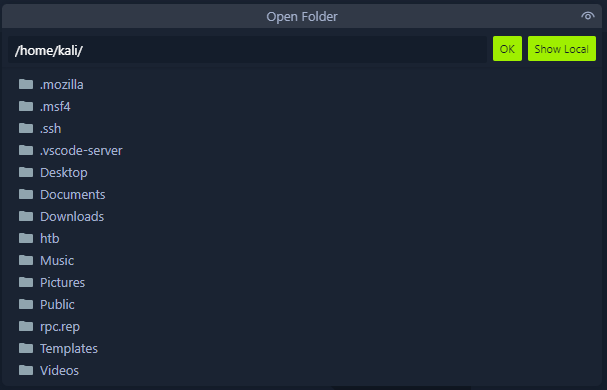 Open Folder
/home/kali/ OK Show Local
.mozilla
.msf4
.ssh
.vscode-server
Desktop
Documents
Downloads
htb
Music
Pictures
Public
rpc.rep
Templates
Videos